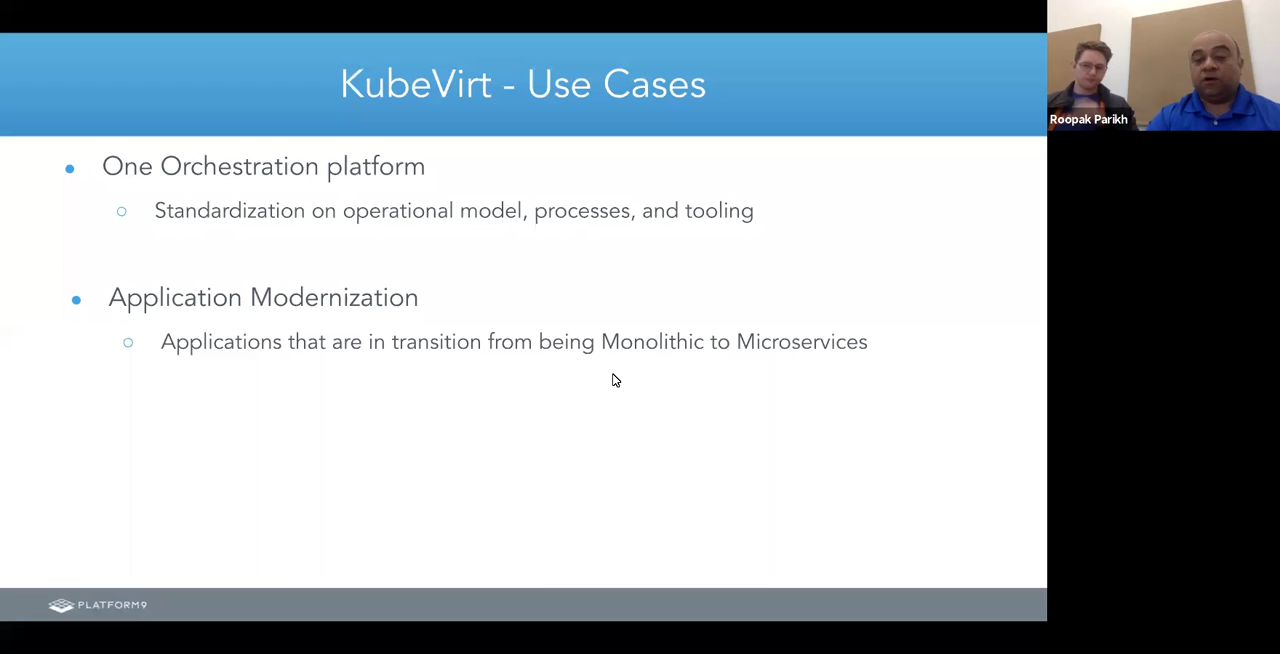 KubeVirt - Use Cases
Roopak Parikh
One Orchestration platform
Standardization on operational model, processes, and tooling
Application Modernization
Applications that are in transition from being Monolithic to Microservices
PLATFORM9